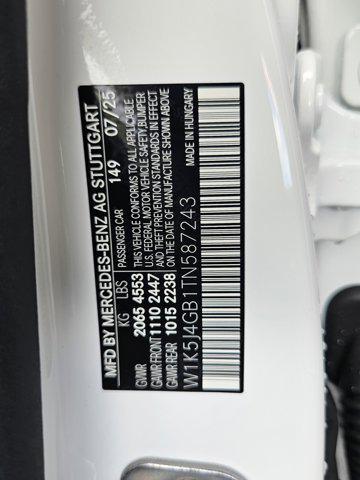 MFD BY MERCEDES-BENZ AG STUTTGART
149 07/25
PASSENGER CAR
KG LBS
GVWR 2065 4553
GAWR FRONT 1110 2447
GAWR REAR 1015 2238
THIS VEHICLE CONFORMS TO ALL APPLICABLE
U.S. FEDERAL MOTOR VEHICLE SAFETY BUMPER
AND THEFT PREVENTION STANDARDS IN EFFECT
ON THE DATE OF MANUFACTURE SHOWN ABOVE
MADE IN HUNGARY
W1K5J4GB1TN587243